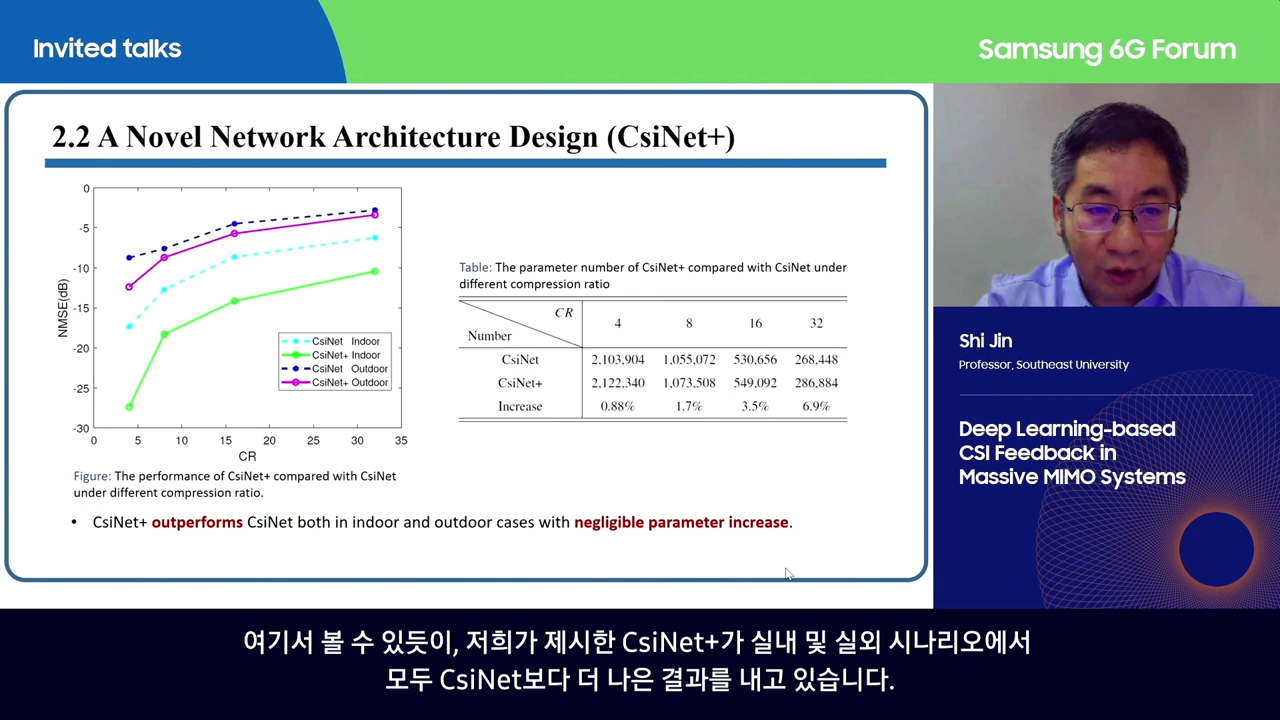 Invited talks
Samsung 6G Forum
2.2 A Novel Network Architecture Design (CsiNet+)
0
-5
-10
-15
-20
-25
-30
NMSE(dB)
0 5 10 15 20 25 30 35
CR
CsiNet Indoor
CsiNet+ Indoor
CsiNet Outdoor
CsiNet+ Outdoor
Figure: The performance of CsiNet+ compared with CsiNet
under different compression ratio.
Table: The parameter number of CsiNet+ compared with CsiNet under
different compression ratio
CR
Number
4 8 16 32
CsiNet 2,103,904 1,055,072 530,656 268,448
CsiNet+ 2,122,340 1,073,508 549,092 286,884
Increase 0.88% 1.7% 3.5% 6.9%
• CsiNet+ outperforms CsiNet both in indoor and outdoor cases with negligible parameter increase.
Shi Jin
Professor, Southeast University
Deep Learning-based
CSI Feedback in
Massive MIMO Systems
여기서 볼 수 있듯이, 저희가 제시한 CsiNet+가 실내 및 실외 시나리오에서
모두 CsiNet보다 더 나은 결과를 내고 있습니다.